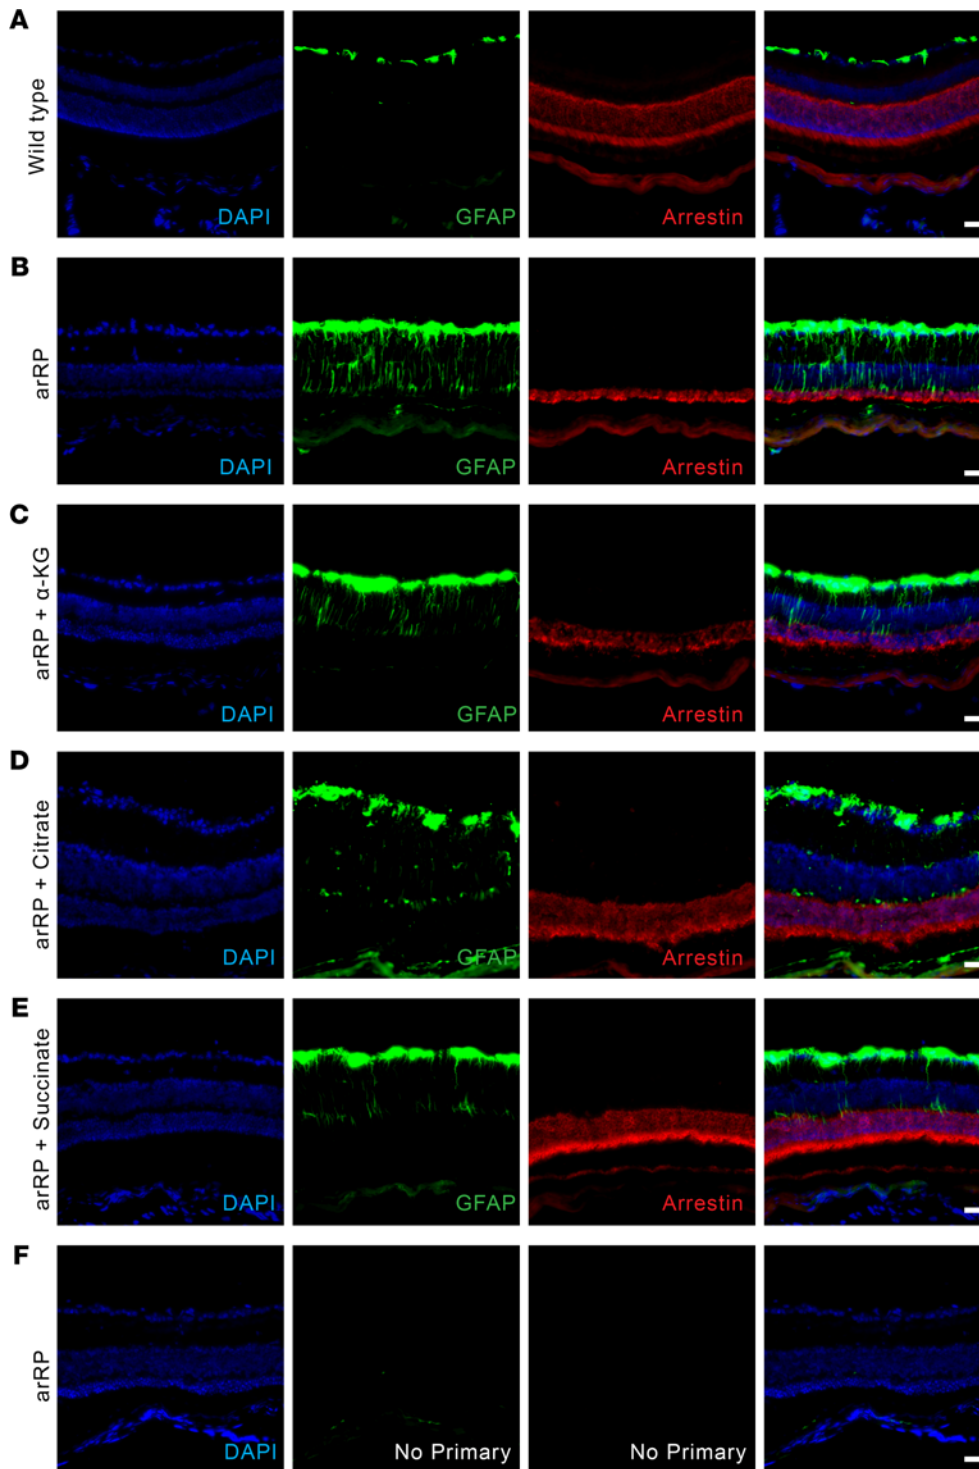 A
Wild type
DAPI
GFAP
Arrestin
B
arRP
DAPI
GFAP
Arrestin
C
arRP + α-KG
DAPI
GFAP
Arrestin
D
arRP + Citrate
DAPI
GFAP
Arrestin
E
arRP + Succinate
DAPI
GFAP
Arrestin
F
arRP
DAPI
No Primary
No Primary